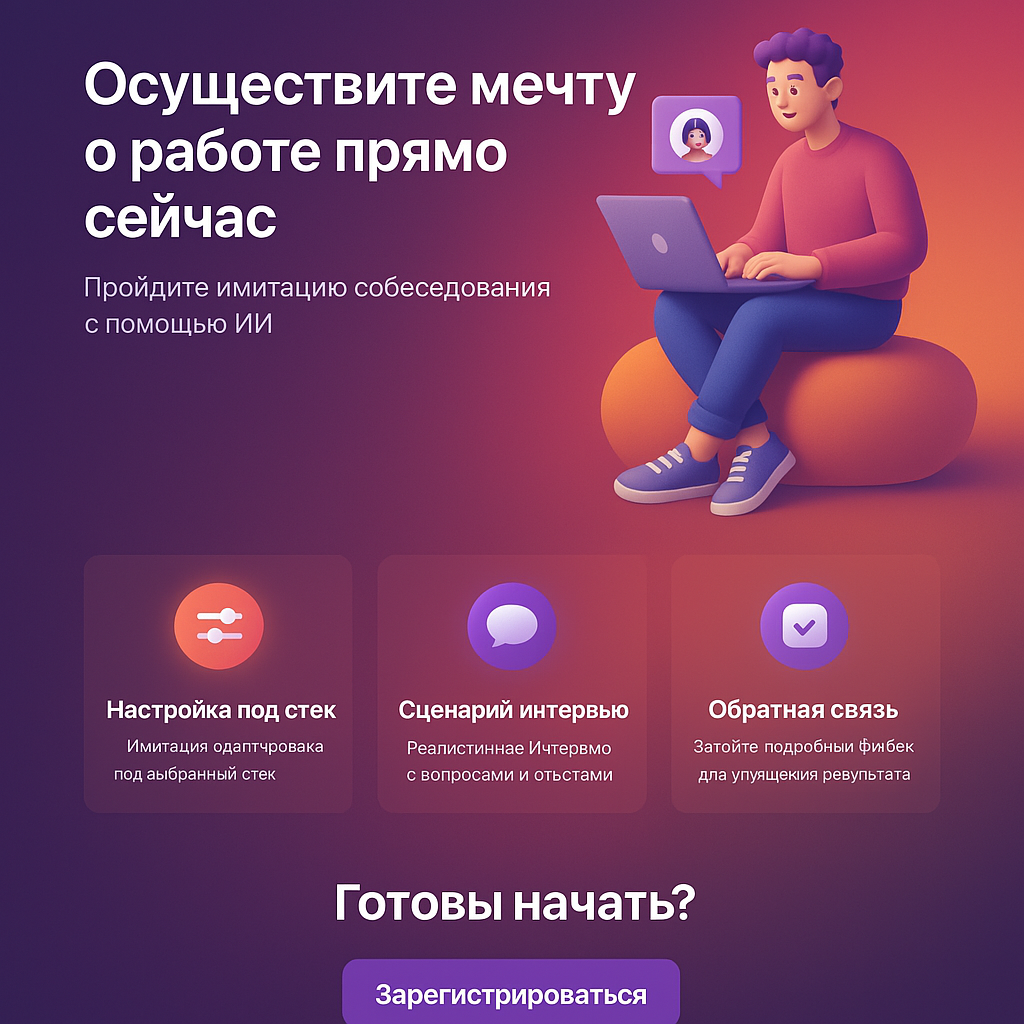 Осуществите мечту
о работе прямо
сейчас
Пройдите имитацию собеседования
с помощью ИИ
Настройка под стек
Имитация одаптчровака
под аыбранный стек
Сценарий интервью
Реалистиннае Ичтервмо
с вопросами и отьстами
Обратная связь
Затойте подробныи фибек
дла упуящекия ревультата
Готовы начать?
Зарегистрироваться